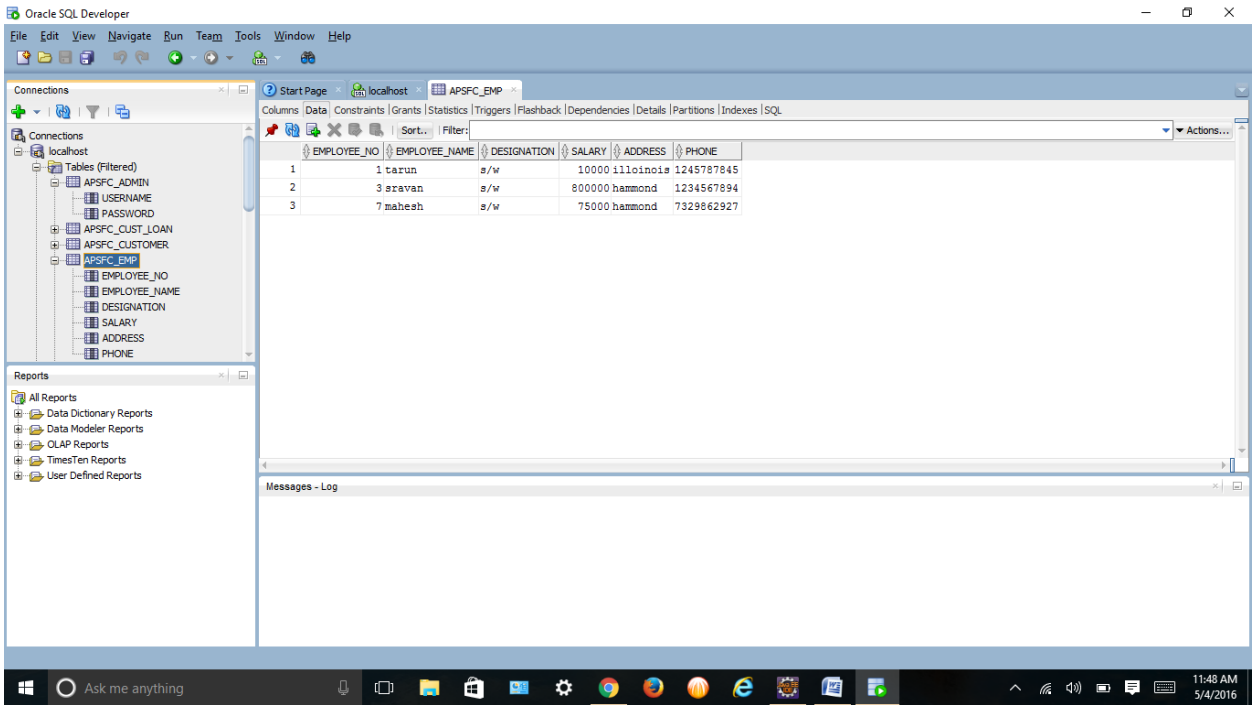 Oracle SQL Developer
File Edit View Navigate Run Team Tools Window Help
Connections
Connections
localhost
Tables (Filtered)
APSFC_ADMIN
USERNAME
PASSWORD
APSFC_CUST_LOAN
APSFC_CUSTOMER
APSFC_EMP
EMPLOYEE_NO
EMPLOYEE_NAME
DESIGNATION
SALARY
ADDRESS
PHONE
Reports
All Reports
Data Dictionary Reports
Data Modeler Reports
OLAP Reports
TimesTen Reports
User Defined Reports
Start Page localhost APSFC_EMP
Columns Data Constraints |Grants |Statistics |Triggers |Flashback |Dependencies |Details |Partitions |Indexes |SQL
Sort.. Filter: Actions...
EMPLOYEE_NO EMPLOYEE_NAME DESIGNATION SALARY ADDRESS PHONE
1 1 tarun s/w 10000 illoinois 1245787845
2 3 sravan s/w 800000 hammond 1234567894
3 7 mahesh s/w 75000 hammond 7329862927
Messages - Log
Ask me anything
11:48 AM
5/4/2016